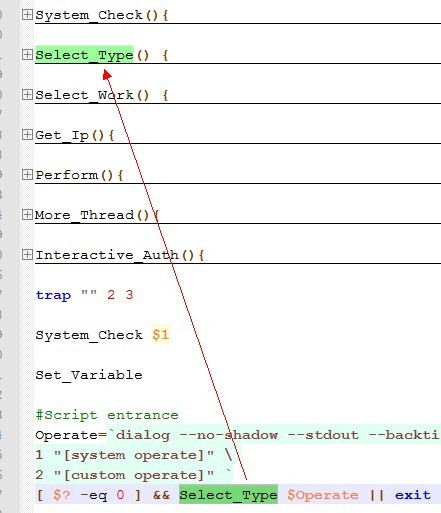 System_Check(){
Select_Type() {
Select_Work() {
Get_Ip(){
Perform(){
More_Thread(){
Interactive_Auth(){
trap "" 2 3
System_Check $1
Set_Variable
#Script entrance
Operate=`dialog --no-shadow --stdout --backti
1 "[system operate]" \
2 "[custom operate]" `
[ $? -eq 0 ] && Select_Type $Operate || exit